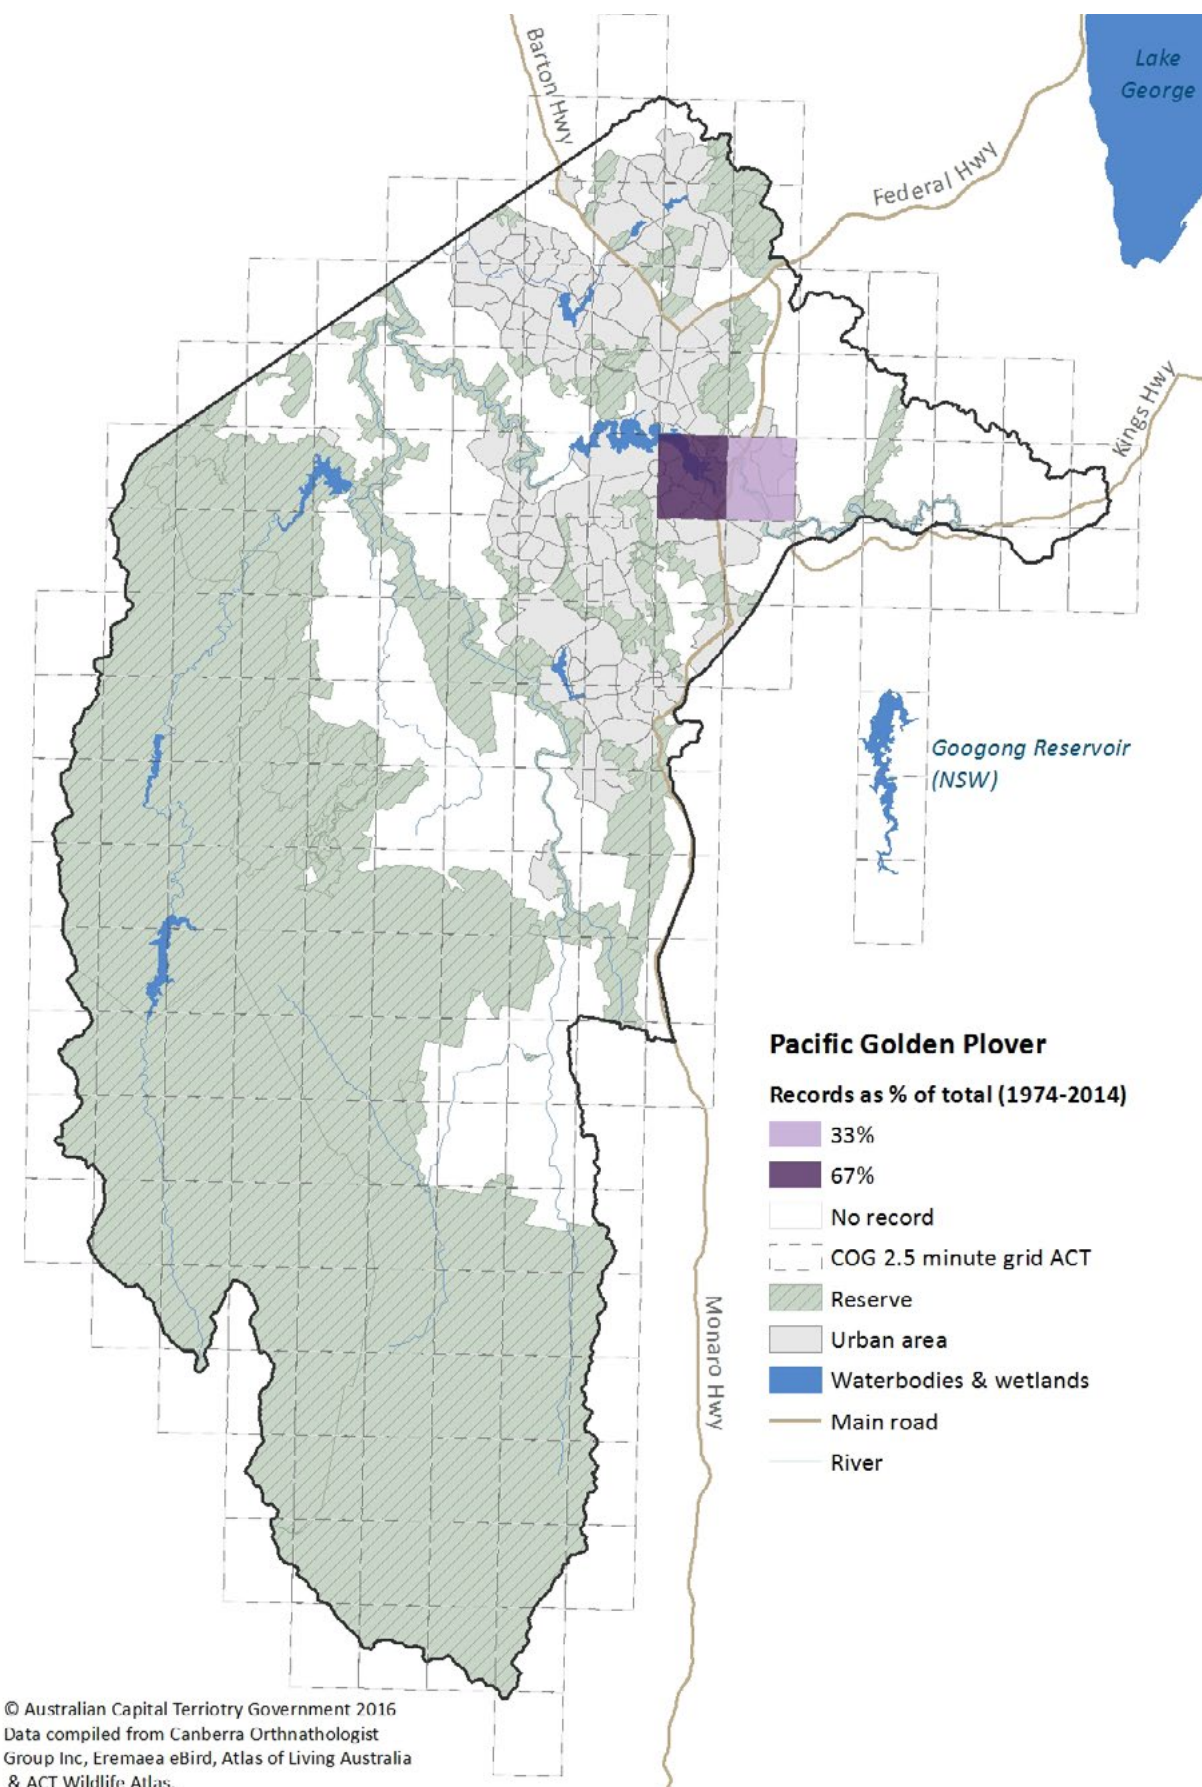 Barton Hwy
Lake
George
Federal Hwy
Kings Hwy
Googong Reservoir
(NSW)
Pacific Golden Plover
Records as % of total (1974-2014)
33%
67%
No record
COG 2.5 minute grid ACT
Reserve
Urban area
Waterbodies & wetlands
Main road
River
Monaro Hwy
© Australian Capital Terriotry Government 2016
Data compiled from Canberra Orthnathologist
Group Inc, Eremaea eBird, Atlas of Living Australia
& ACT Wildlife Atlas.